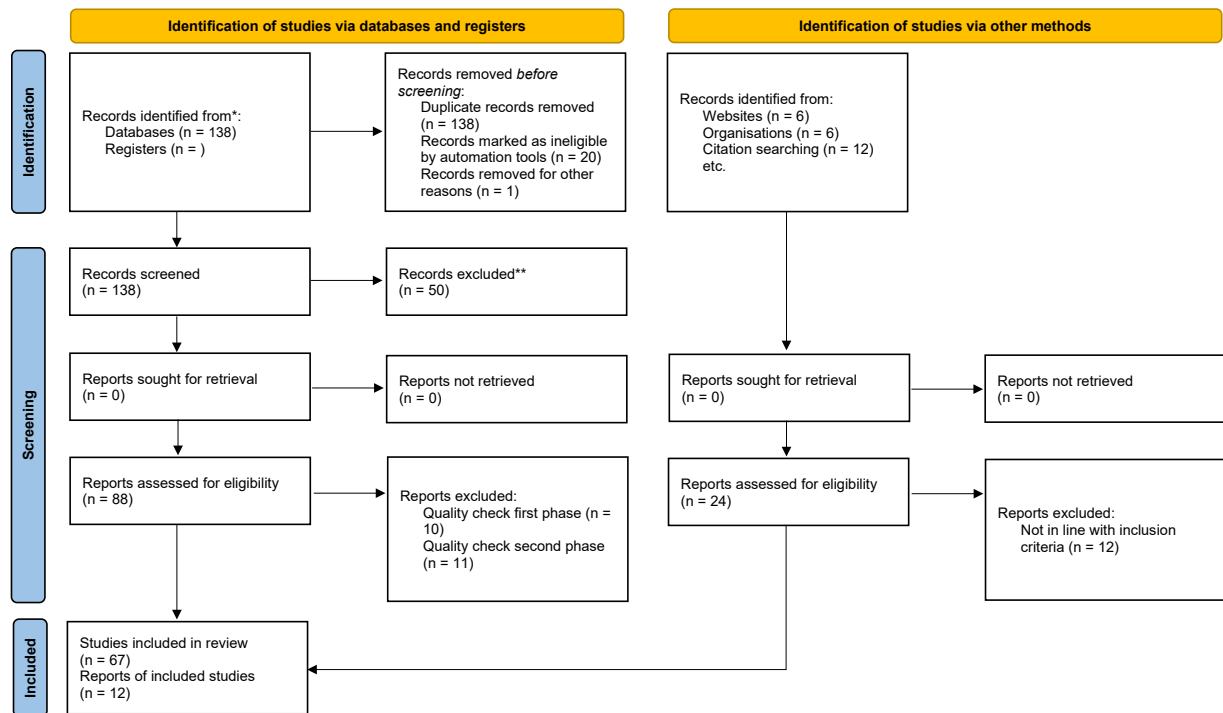 Identification of studies via databases and registers
Identification of studies via other methods
Identification
Records identified from*:
Databases (n = 138)
Registers (n = )
Records removed before
screening:
Duplicate records removed
(n = 138)
Records marked as ineligible
by automation tools (n = 20)
Records removed for other
reasons (n = 1)
Records identified from:
Websites (n = 6)
Organisations (n = 6)
Citation searching (n = 12)
etc.
Screening
Records screened
(n = 138)
Records excluded**
(n = 50)
Reports sought for retrieval
(n = 0)
Reports not retrieved
(n = 0)
Reports sought for retrieval
(n = 0)
Reports not retrieved
(n = 0)
Reports assessed for eligibility
(n = 88)
Reports excluded:
Quality check first phase (n =
10)
Quality check second phase
(n = 11)
Reports assessed for eligibility
(n = 24)
Reports excluded:
Not in line with inclusion
criteria (n = 12)
Included
Studies included in review
(n = 67)
Reports of included studies
(n = 12)